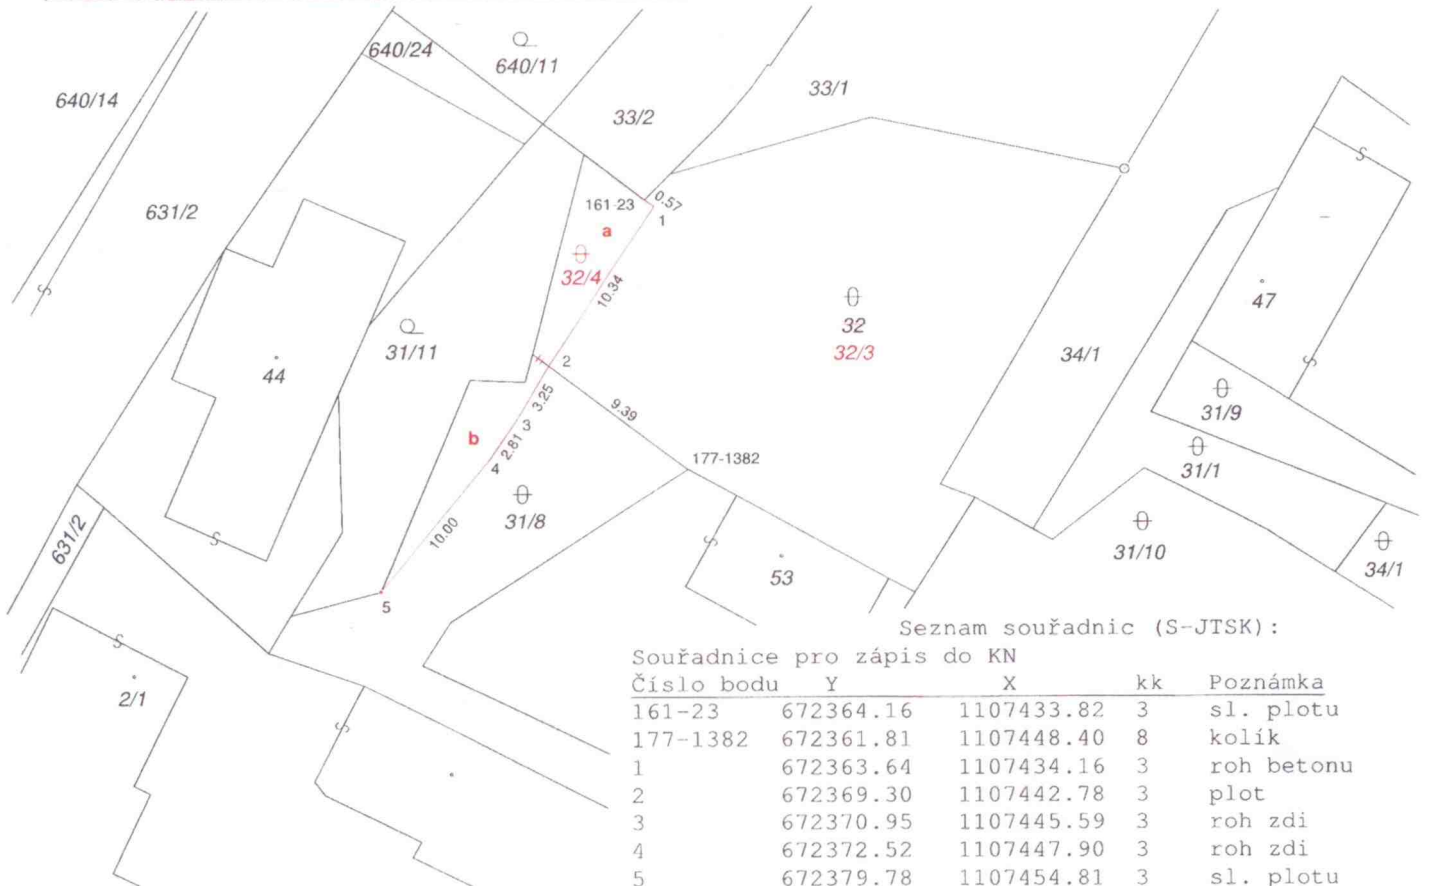 640/24
640/11
640/14
33/2
33/1
631/2
161-23
0.57
1
a
32/4
10.34
47
32
32/3
34/1
31/11
44
2
3.25
9.39
31/9
b
3
2.81
4
177-1382
31/1
31/8
10.00
631/2
31/10
53
34/1
5
2/1
S
S
S
S
S
S
S
Seznam souřadnic (S-JTSK):
Souřadnice pro zápis do KN
Číslo bodu Y X kk Poznámka
161-23 672364.16 1107433.82 3 sl. plotu
177-1382 672361.81 1107448.40 8 kolík
1 672363.64 1107434.16 3 roh betonu
2 672369.30 1107442.78 3 plot
3 672370.95 1107445.59 3 roh zdi
4 672372.52 1107447.90 3 roh zdi
5 672379.78 1107454.81 3 sl. plotu